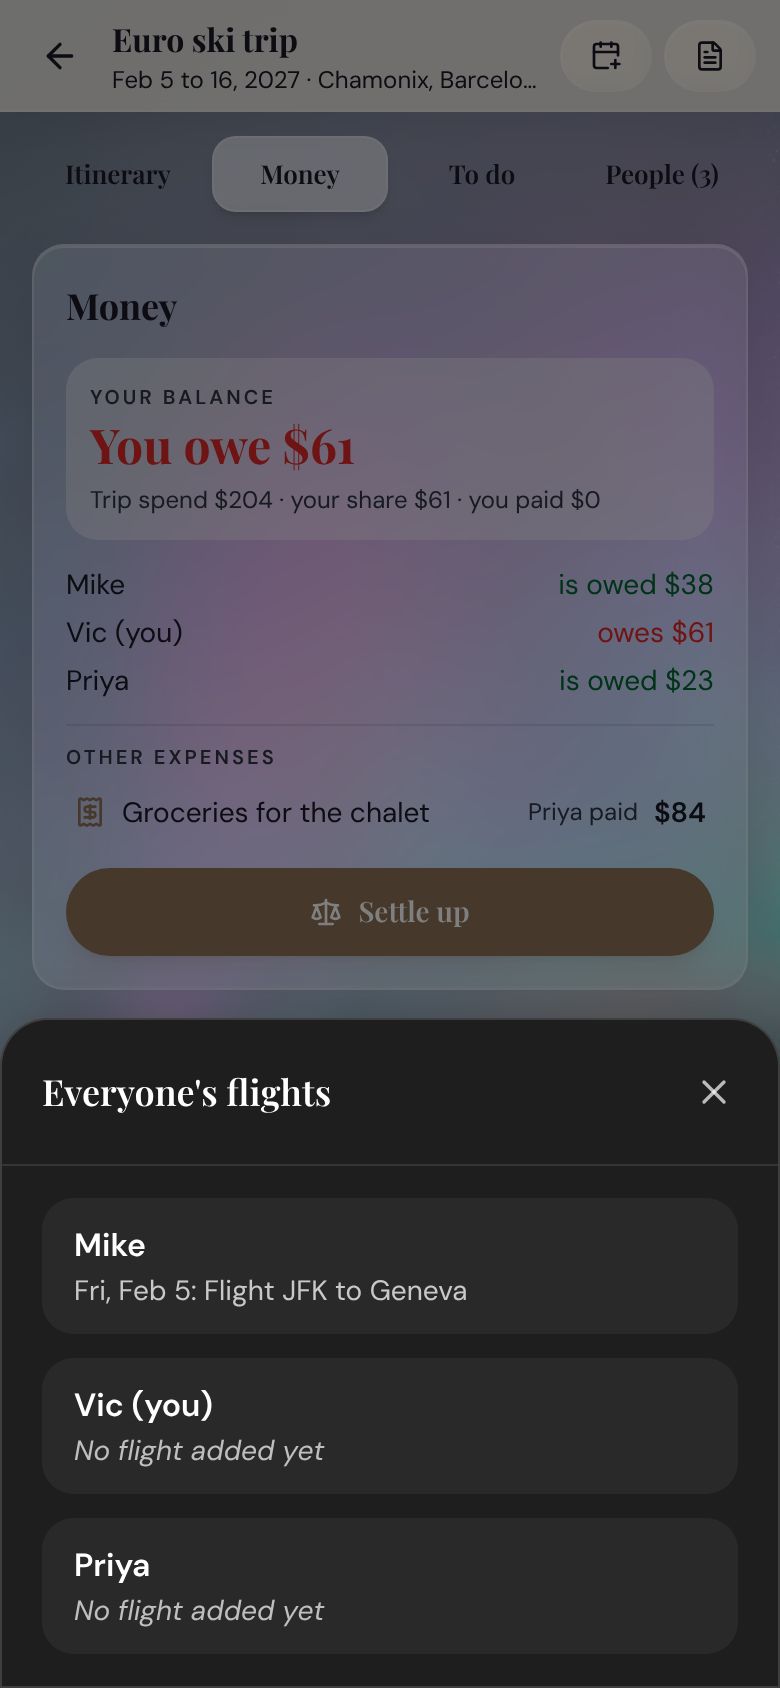 Euro ski trip
Feb 5 to 16, 2027 · Chamonix, Barcelo...
Itinerary Money To do People (3)
Money
YOUR BALANCE
You owe $61
Trip spend $204 · your share $61 · you paid $0
Mike is owed $38
Vic (you) owes $61
Priya is owed $23
OTHER EXPENSES
Groceries for the chalet Priya paid $84
Settle up
Everyone's flights
Mike
Fri, Feb 5: Flight JFK to Geneva
Vic (you)
No flight added yet
Priya
No flight added yet